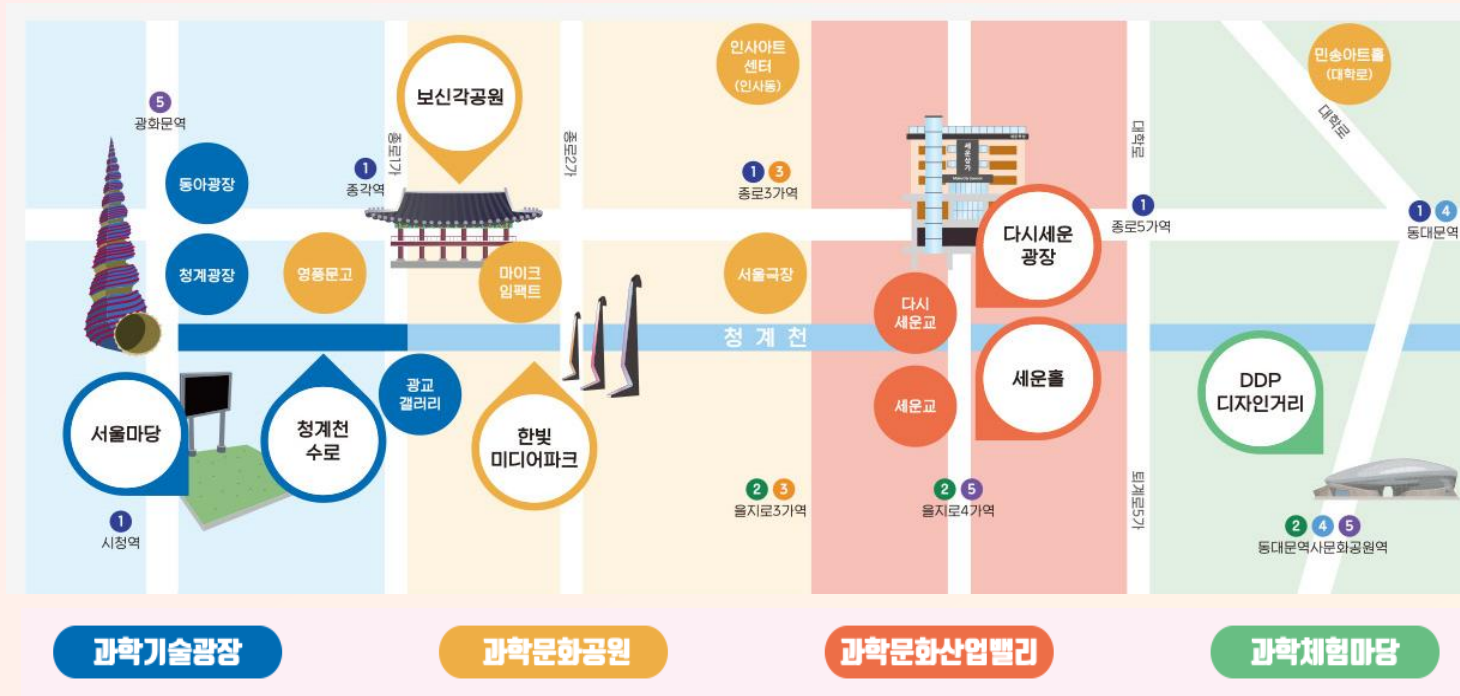 인사아트
센터
(인사동)
민송아트홀
(대학로)
보신각공원
5
광화문역
대학로
대학로
종로1가
종로2가
세운상가
동아광장
1
종각역
1 3
종로3가역
1
종로5가역
1 4
동대문역
다시세운
광장
청계광장
영풍문고
마이크
임팩트
서울극장
다시
세운교
청계천
광교
갤러리
세운홀
DDP
디자인거리
세운교
서울마당
청계천
수로
한빛
미디어파크
2 3
을지로3가역
2 5
을지로4가역
퇴계로5가
1
시청역
2 4 5
동대문역사문화공원역
과학기술광장
과학문화공원
과학문화산업밸리
과학체험마당